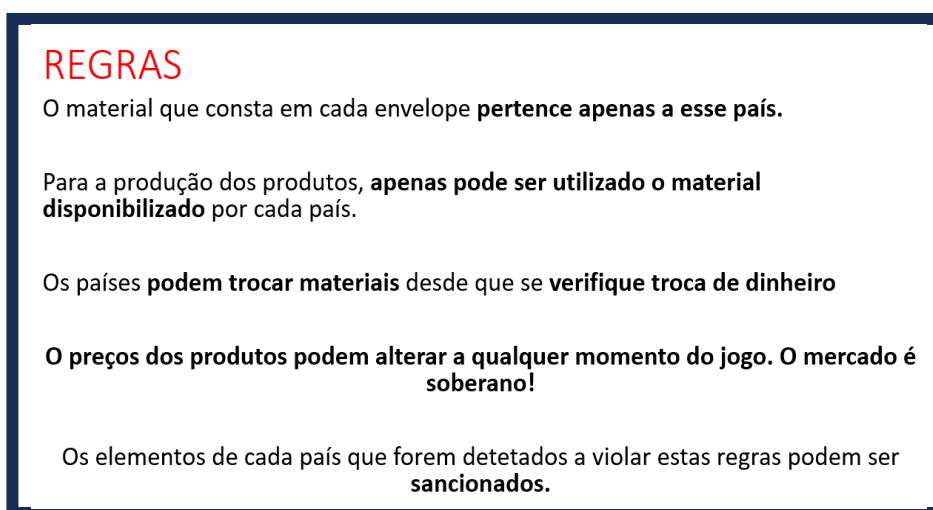 REGRAS
O material que consta em cada envelope pertence apenas a esse país.
Para a produção dos produtos, apenas pode ser utilizado o material
disponibilizado por cada país.
Os países podem trocar materiais desde que se verifique troca de dinheiro
O preços dos produtos podem alterar a qualquer momento do jogo. O mercado é
soberano!
Os elementos de cada país que forem detetados a violar estas regras podem ser
sancionados.